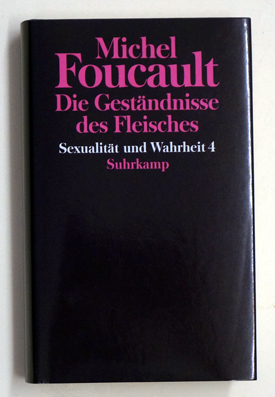 Michel
Foucault
Die Geständnisse
des Fleisches
Sexualität und Wahrheit 4
Suhrkamp